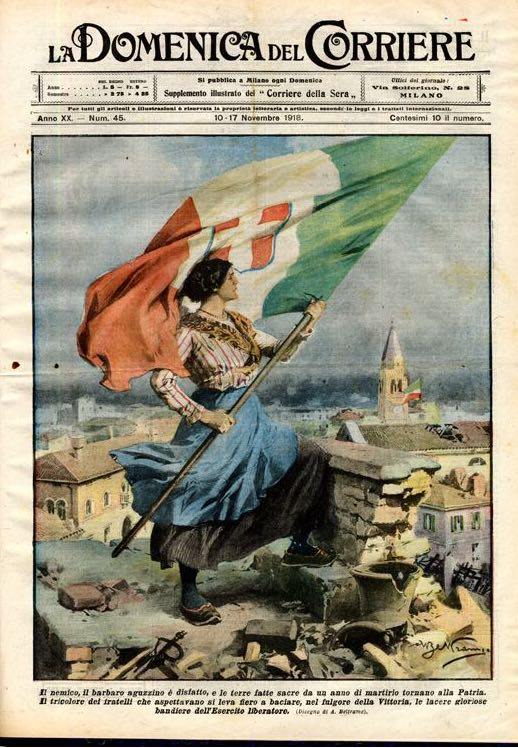 LA DOMENICA DEL CORRIERE
NEL REGNO ESTERO
Anno . . . L. 5 — Fr. 8 —
Semestre . . » 2 75 » 4 25
Si pubblica a Milano ogni Domenica
Supplemento illustrato del "Corriere della Sera"
Uffici del giornale:
Via Solferino, N. 28
MILANO
Per tutti gli articoli e illustrazioni è riservata la proprietà letteraria e artistica, secondo le leggi e i trattati internazionali.
Anno XX. — Num. 45.
10-17 Novembre 1918.
Centesimi 10 il numero.
A. Beltrame
Il nemico, il barbaro aguzzino è disfatto, e le terre fatte sacre da un anno di martirio tornano alla Patria.
Il tricolore dei fratelli che aspettavano si leva fiero a baciare, nel fulgore della Vittoria, le lacere gloriose
bandiere dell'Esercito liberatore. (Disegno di A. Beltrame).